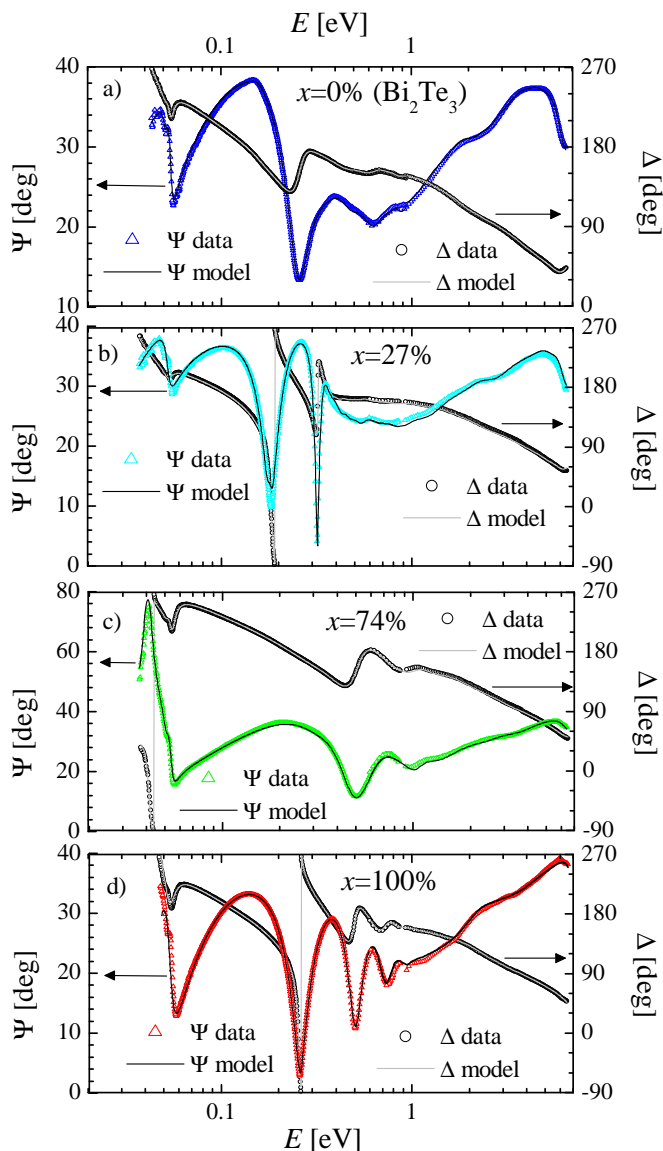 E [eV]
0.1 1
40 270
a) x=0% (Bi₂Te₃)
30 180
Ψ [deg] Δ [deg]
20 90
Ψ data Δ data
Ψ model Δ model
10 0
40 270
b) x=27%
30 180
Ψ [deg] Δ [deg]
20 90
Ψ data Δ data
10 0
Ψ model Δ model
0 -90
80 270
c) x=74% Δ data
60 180
Δ model
Ψ [deg] Δ [deg]
40 90
20 0
Ψ data
Ψ model
0 -90
40 270
d) x=100%
30 180
Ψ [deg] Δ [deg]
20 90
Ψ data Δ data
10 0
Ψ model Δ model
0 -90
0.1 1
E [eV]